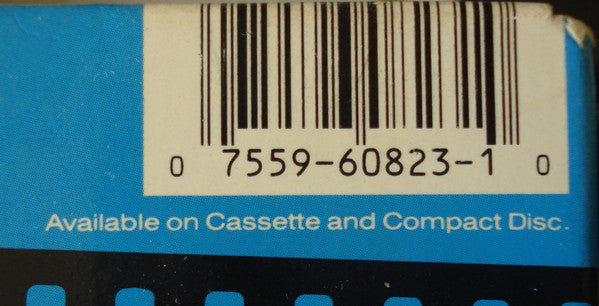 0 7559-60823-1 0
Available on Cassette and Compact Disc.